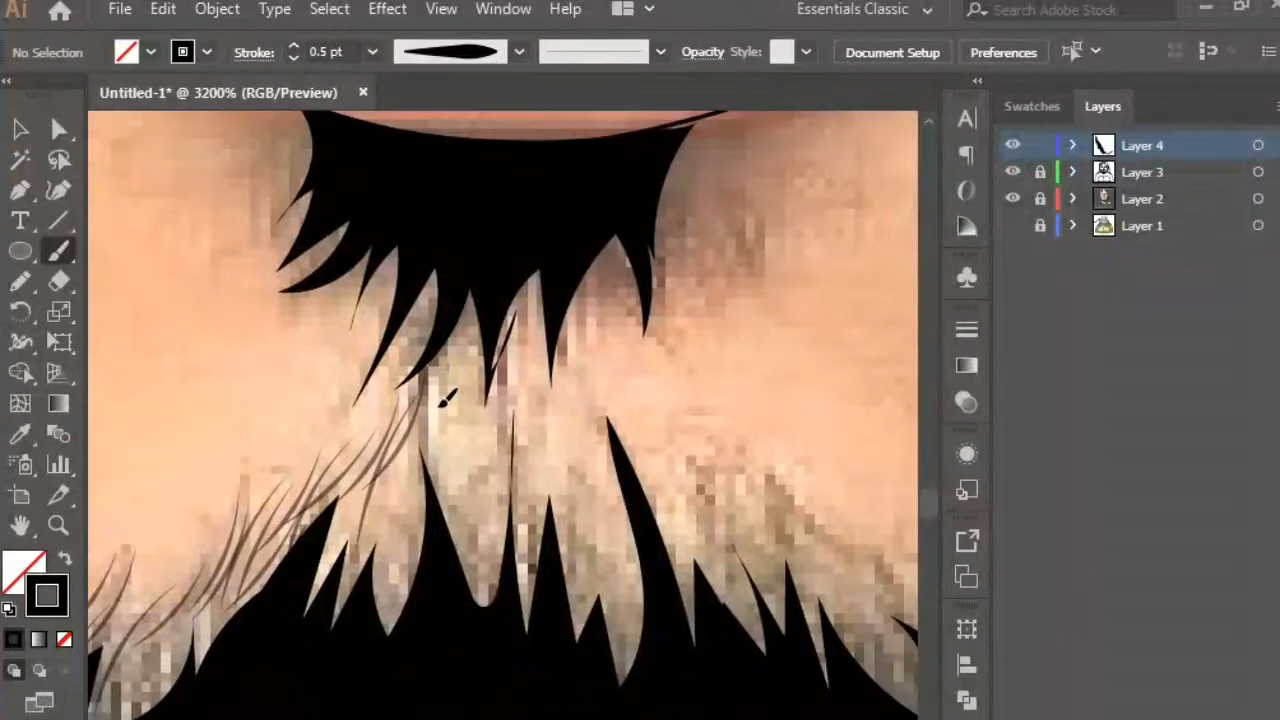 Ai File Edit Object Type Select Effect View Window Help Essentials Classic Search Adobe Stock
No Selection Stroke: 0.5 pt Opacity Style: Document Setup Preferences
Untitled-1* @ 3200% (RGB/Preview) ×
Swatches Layers
Layer 4
Layer 3
Layer 2
Layer 1